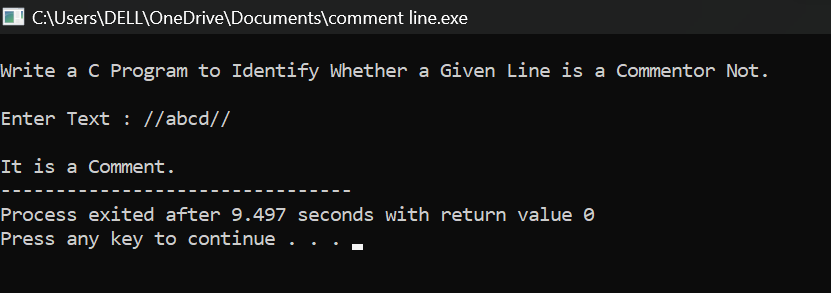 C:\Users\DELL\OneDrive\Documents\comment line.exe
Write a C Program to Identify Whether a Given Line is a Commentor Not.
Enter Text : //abcd//
It is a Comment.
--------------------------------
Process exited after 9.497 seconds with return value 0
Press any key to continue . . .